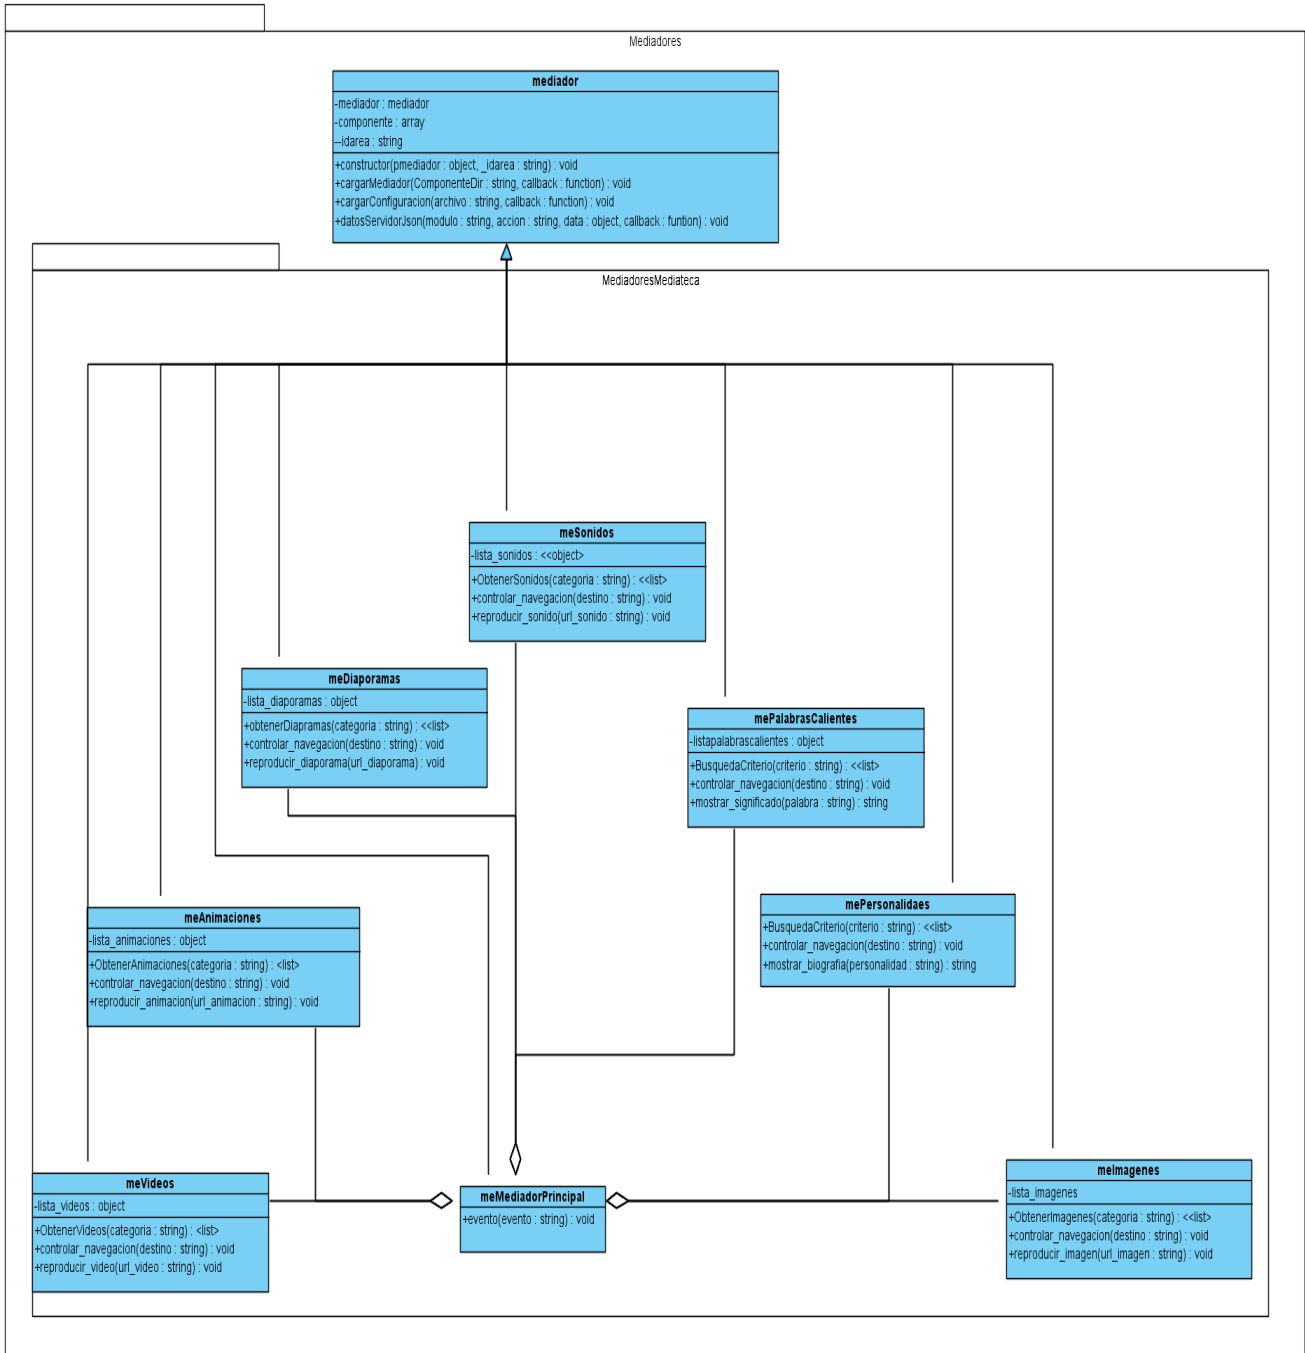 Mediadores
mediador
-mediador : mediador
-componente : array
--idarea : string
+constructor(pmediador : object, _idarea : string) : void
+cargarMediador(ComponenteDir : string, callback : function) : void
+cargarConfiguracion(archivo : string, callback : function) : void
+datosServidorJson(modulo : string, accion : string, data : object, callback : funtion) : void
MediadoresMediateca
meSonidos
-lista_sonidos : <<object>
+ObtenerSonidos(categoria : string) : <<list>
+controlar_navegacion(destino : string) : void
+reproducir_sonido(url_sonido : string) : void
meDiaporamas
-lista_diaporamas : object
+obtenerDiapramas(categoria : string) : <<list>
+controlar_navegacion(destino : string) : void
+reproducir_diaporama(url_diaporama) : void
mePalabrasCalientes
-listapalabrascalientes : object
+BusquedaCriterio(criterio : string) : <<list>
+controlar_navegacion(destino : string) : void
+mostrar_significado(palabra : string) : string
meAnimaciones
-lista_animaciones : object
+ObtenerAnimaciones(categoria : string) : <list>
+controlar_navegacion(destino : string) : void
+reproducir_animacion(url_animacion : string) : void
mePersonalidaes
+BusquedaCriterio(criterio : string) : <<list>
+controlar_navegacion(destino : string) : void
+mostrar_biografia(personalidad : string) : string
meVideos
-lista_videos : object
+ObtenerVideos(categoria : string) : <list>
+controlar_navegacion(destino : string) : void
+reproducir_video(url_video : string) : void
meMediadorPrincipal
+evento(evento : string) : void
meImagenes
-lista_imagenes
+ObtenerImagenes(categoria : string) : <<list>
+controlar_navegacion(destino : string) : void
+reproducir_imagen(url_imagen : string) : void